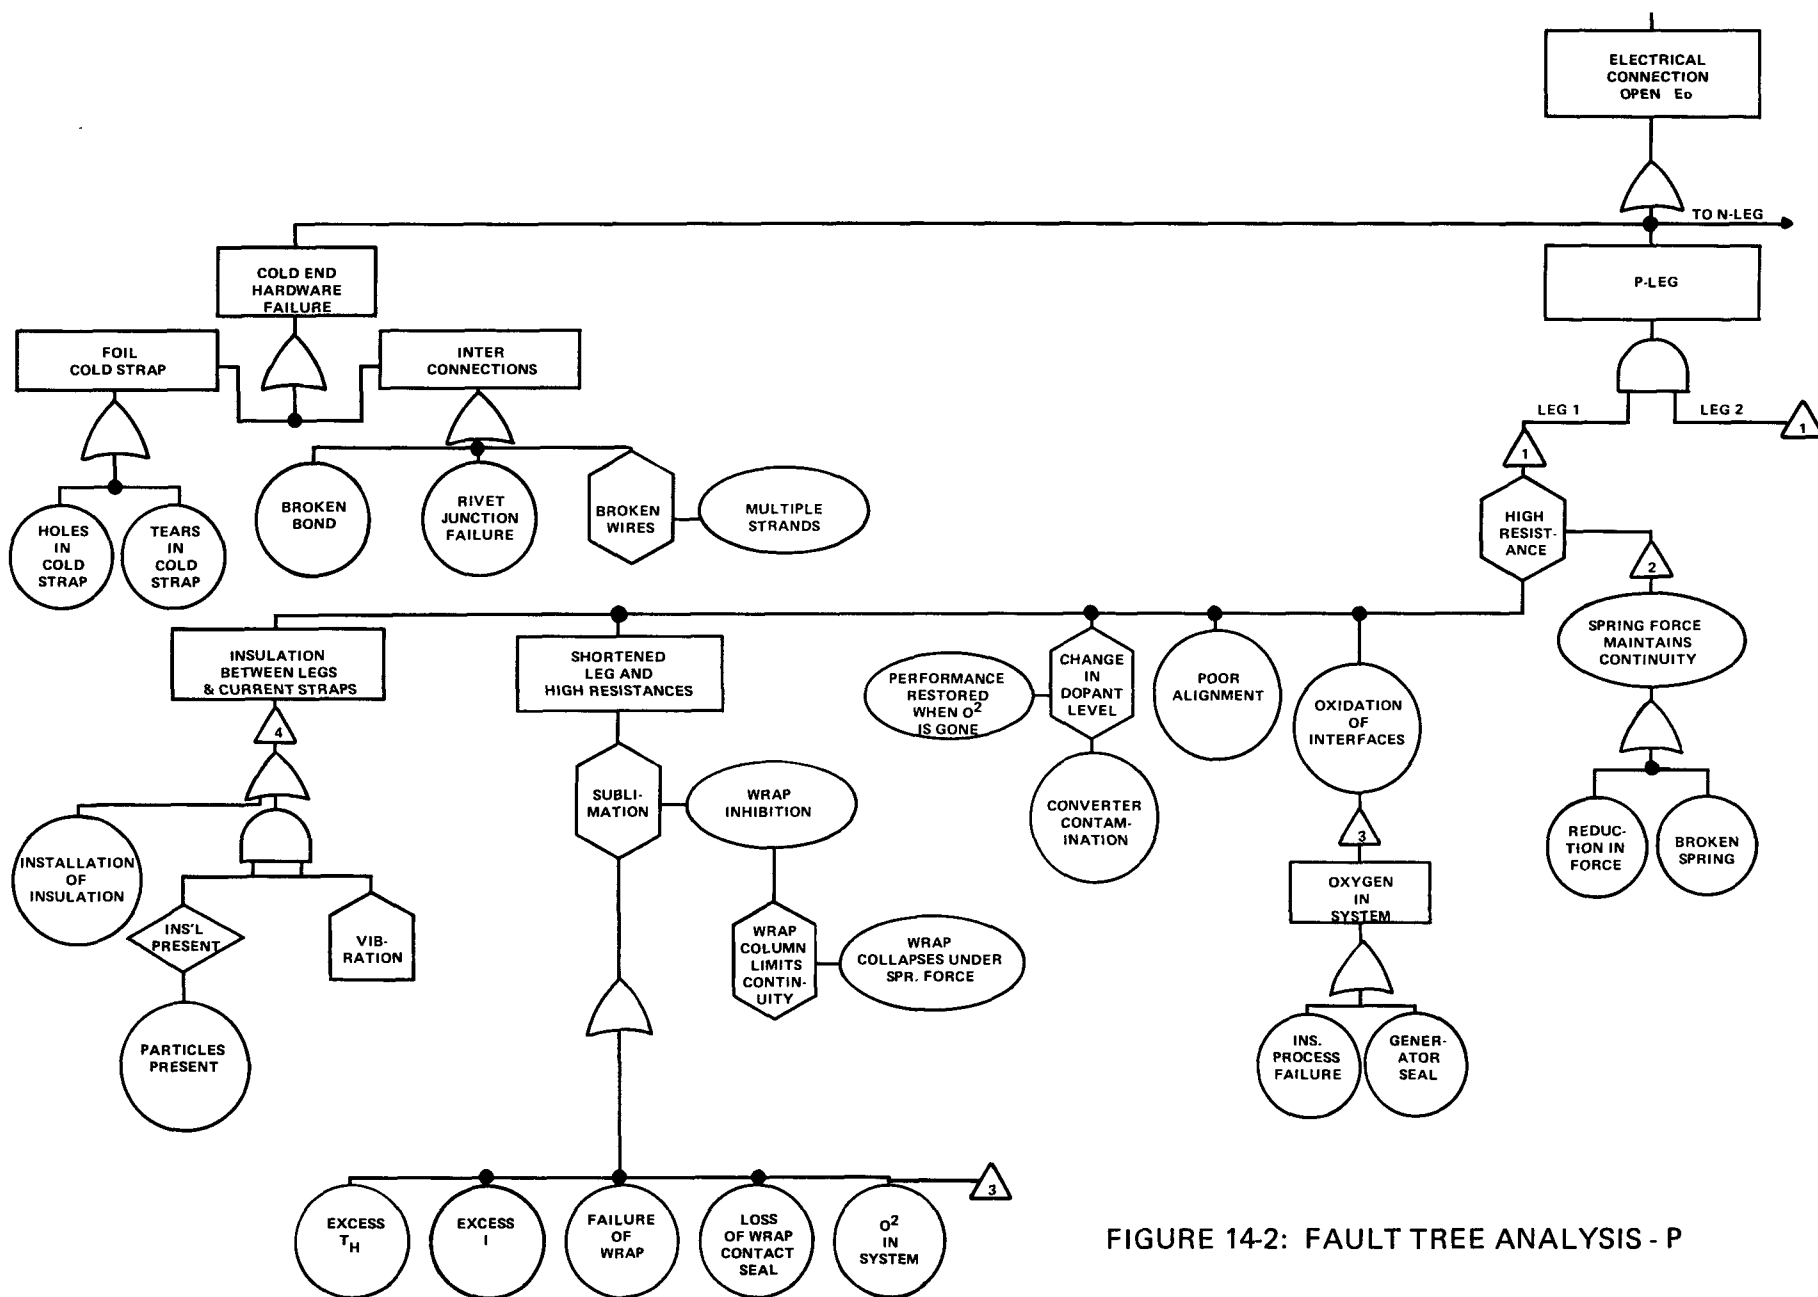 ELECTRICAL
CONNECTION
OPEN ED
TO N-LEG
COLD END
HARDWARE
FAILURE
P-LEG
FOIL
COLD STRAP
INTER
CONNECTIONS
LEG 1
LEG 2
1
1
HOLES
IN
COLD
STRAP
TEARS
IN
COLD
STRAP
BROKEN
BOND
RIVET
JUNCTION
FAILURE
BROKEN
WIRES
MULTIPLE
STRANDS
HIGH
RESIST-
ANCE
2
SPRING FORCE
MAINTAINS
CONTINUITY
INSULATION
BETWEEN LEGS
& CURRENT STRAPS
SHORTENED
LEG AND
HIGH RESISTANCES
PERFORMANCE
RESTORED
WHEN O2
IS GONE
CHANGE
IN
DOPANT
LEVEL
POOR
ALIGNMENT
OXIDATION
OF
INTERFACES
4
SUBLI-
MATION
WRAP
INHIBITION
CONVERTER
CONTAM-
INATION
3
REDUC-
TION IN
FORCE
BROKEN
SPRING
INSTALLATION
OF
INSULATION
OXYGEN
IN
SYSTEM
INS'L
PRESENT
VIB-
RATION
WRAP
COLUMN
LIMITS
CONTIN-
UITY
WRAP
COLLAPSES UNDER
SPR. FORCE
PARTICLES
PRESENT
INS.
PROCESS
FAILURE
GENER-
ATOR
SEAL
3
EXCESS
TH
EXCESS
I
FAILURE
OF
WRAP
LOSS
OF WRAP
CONTACT
SEAL
O2
IN
SYSTEM
FIGURE 14-2: FAULT TREE ANALYSIS - P